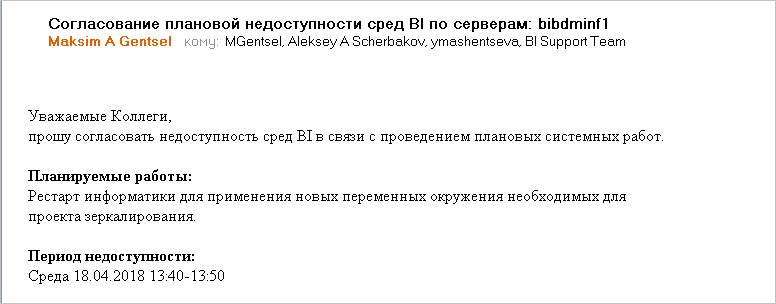 Согласование плановой недоступности сред BI по серверам: bibdminf1
Maksim A Gentsel кому: MGentsel, Aleksey A Scherbakov, ymashentseva, BI Support Team
Уважаемые Коллеги,
прошу согласовать недоступность сред BI в связи с проведением плановых системных работ.
Планируемые работы:
Рестарт информатики для применения новых переменных окружения необходимых для
проекта зеркалирования.
Период недоступности:
Среда 18.04.2018 13:40-13:50